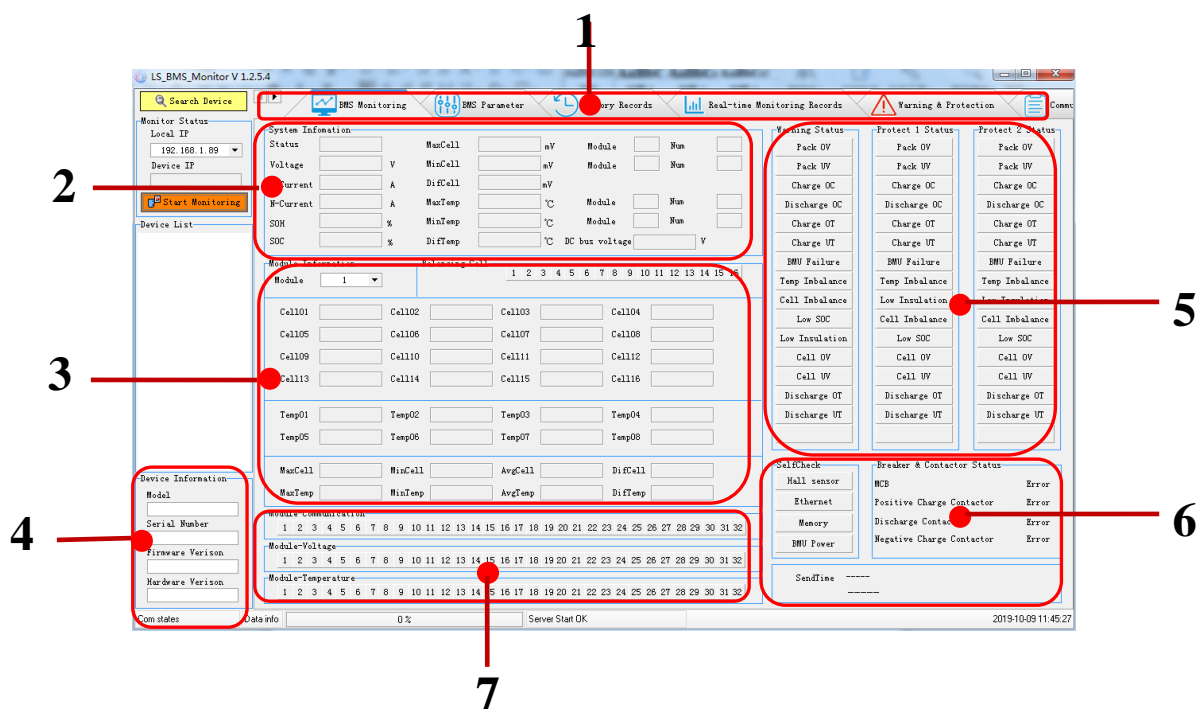 1
LS_BMS_Monitor V 1.2.5.4
Search Device
BMS Monitoring
BMS Parameter
Records
Real-time Monitoring Records
Warning & Protection
Monitor Status
Local IP
192.168.1.89
Device IP
Start Monitoring
Device List
2
System Infomation
Status MaxCell mV Module Num
Voltage V MinCell mV Module Num
Current A DifCell mV
N-Current A MaxTemp ℃ Module Num
SOH % MinTemp ℃ Module Num
SOC % DifTemp ℃ DC bus voltage V
3
Module Information Balancing Cell
Module 1 1 2 3 4 5 6 7 8 9 10 11 12 13 14 15 16
Cell01 Cell02 Cell03 Cell04
Cell05 Cell06 Cell07 Cell08
Cell09 Cell10 Cell11 Cell12
Cell13 Cell14 Cell15 Cell16
Temp01 Temp02 Temp03 Temp04
Temp05 Temp06 Temp07 Temp08
MaxCell MinCell AvgCell DifCell
MaxTemp MinTemp AvgTemp DifTemp
4
Device Information
Model
Serial Number
Firmware Verison
Hardware Verison
5
Warning Status
Pack OV
Pack UV
Charge OC
Discharge OC
Charge OT
Charge UT
BMU Failure
Temp Imbalance
Cell Imbalance
Low SOC
Low Insulation
Cell OV
Cell UV
Discharge OT
Discharge UT
Protect 1 Status
Pack OV
Pack UV
Charge OC
Discharge OC
Charge OT
Charge UT
BMU Failure
Temp Imbalance
Low Insulation
Cell Imbalance
Low SOC
Cell OV
Cell UV
Discharge OT
Discharge UT
Protect 2 Status
Pack OV
Pack UV
Charge OC
Discharge OC
Charge OT
Charge UT
BMU Failure
Temp Imbalance
Low Insulation
Cell Imbalance
Low SOC
Cell OV
Cell UV
Discharge OT
Discharge UT
6
SelfCheck
Hall sensor
Ethernet
Memory
BMU Power
Breaker & Contactor Status
MCB Error
Positive Charge Contactor Error
Discharge Error
Negative Charge Contactor Error
SendTime -----
------
Module-Communication
1 2 3 4 5 6 7 8 9 10 11 12 13 14 15 16 17 18 19 20 21 22 23 24 25 26 27 28 29 30 31 32
Module-Voltage
1 2 3 4 5 6 7 8 9 10 11 12 13 14 15 16 17 18 19 20 21 22 23 24 25 26 27 28 29 30 31 32
Module-Temperature
1 2 3 4 5 6 7 8 9 10 11 12 13 14 15 16 17 18 19 20 21 22 23 24 25 26 27 28 29 30 31 32
Com states Data info 0 % Server Start OK 2019-10-09 11:45:27
7